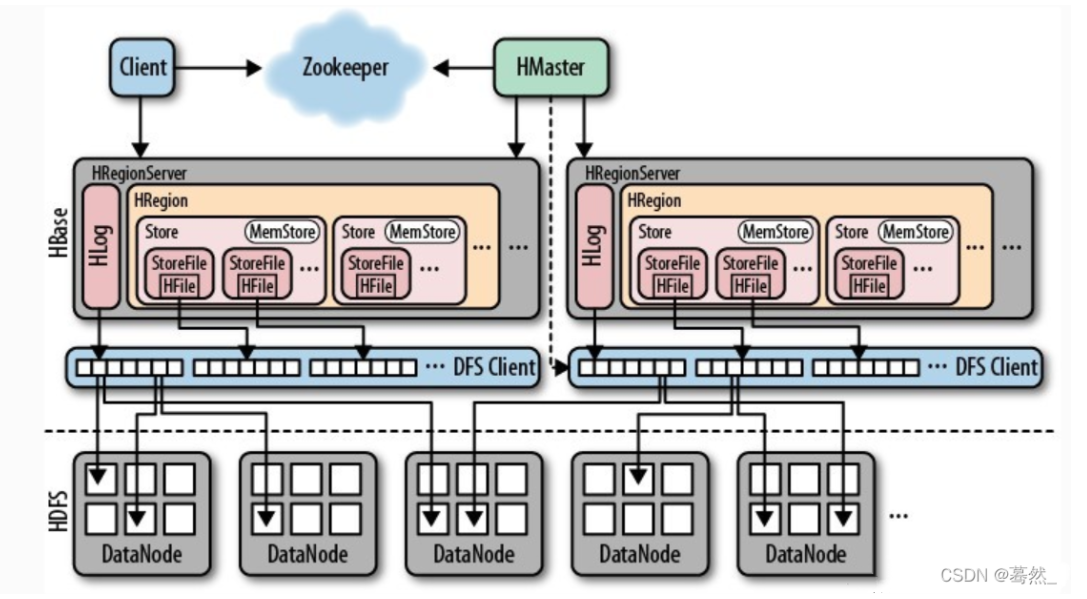 Client
Zookeeper
HMaster
HBase
HRegionServer
HLog
HRegion
Store
MemStore
StoreFile
HFile
StoreFile
HFile
...
Store
MemStore
StoreFile
HFile
...
...
...
HRegionServer
HLog
HRegion
Store
MemStore
StoreFile
HFile
StoreFile
HFile
...
Store
MemStore
StoreFile
HFile
...
...
...
... DFS Client
... DFS Client
HDFS
DataNode
DataNode
DataNode
DataNode
DataNode
...
CSDN @蓦然_